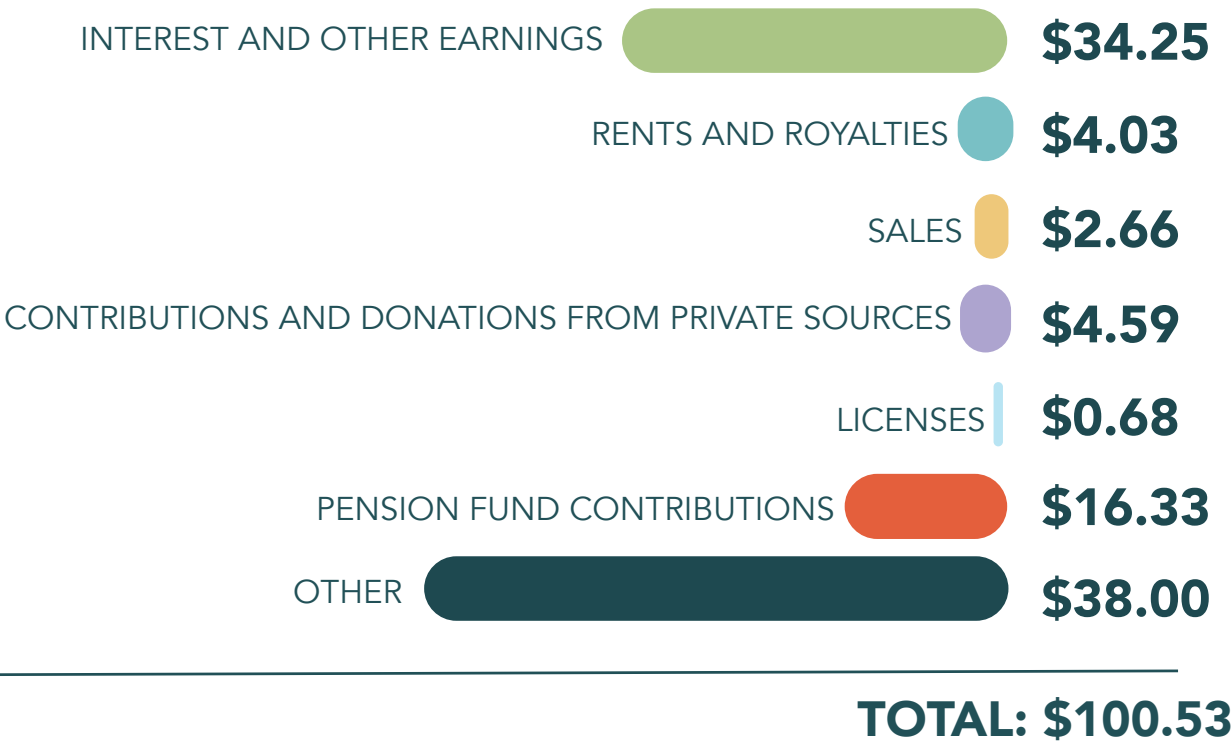 INTEREST AND OTHER EARNINGS $34.25
RENTS AND ROYALTIES $4.03
SALES $2.66
CONTRIBUTIONS AND DONATIONS FROM PRIVATE SOURCES $4.59
LICENSES $0.68
PENSION FUND CONTRIBUTIONS $16.33
OTHER $38.00
TOTAL: $100.53